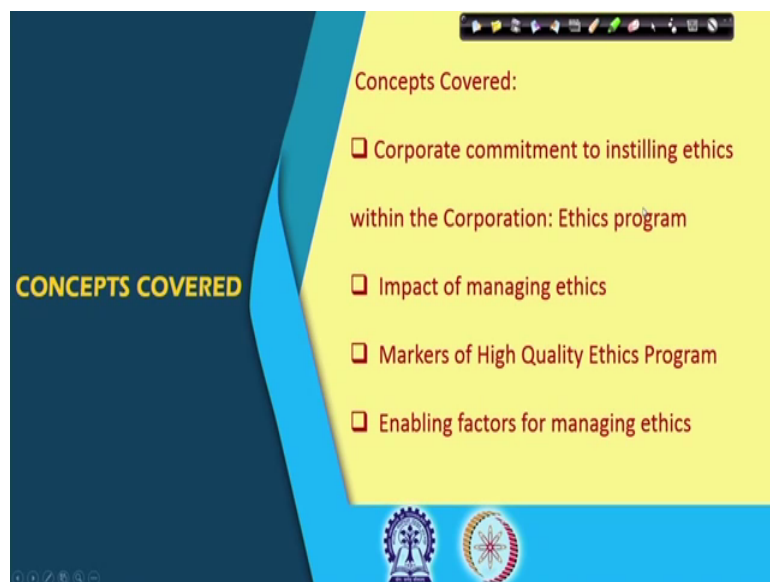 CONCEPTS COVERED
Concepts Covered:
❑ Corporate commitment to instilling ethics
within the Corporation: Ethics program
❑ Impact of managing ethics
❑ Markers of High Quality Ethics Program
❑ Enabling factors for managing ethics